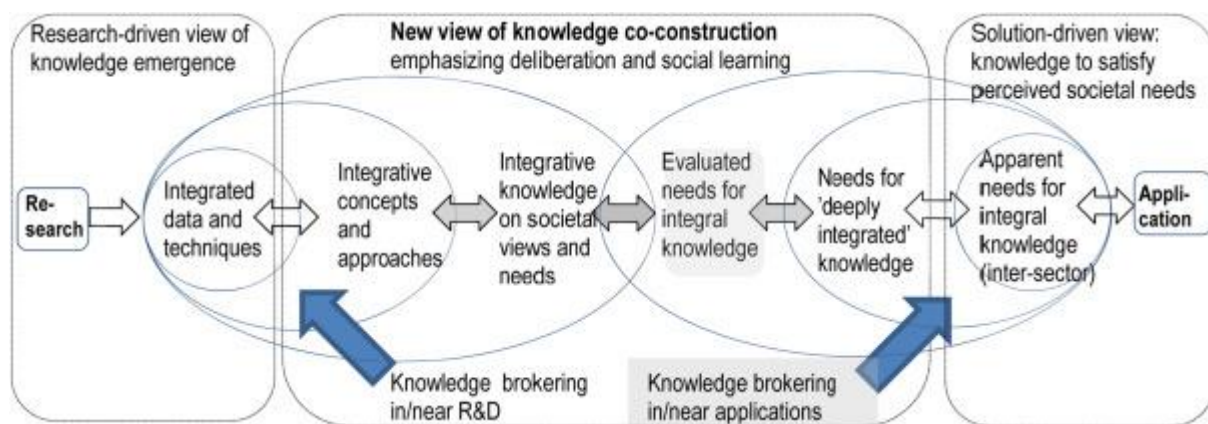 Research-driven view of
knowledge emergence
New view of knowledge co-construction
emphasizing deliberation and social learning
Solution-driven view:
knowledge to satisfy
perceived societal needs
Re-
search
Integrated
data and
techniques
Integrative
concepts
and
approaches
Integrative
knowledge
on societal
views and
needs
Evaluated
needs for
integral
knowledge
Needs for
'deeply
integrated'
knowledge
Apparent
needs for
integral
knowledge
(inter-sector)
Appli-
cation
Knowledge brokering
in/near R&D
Knowledge brokering
in/near applications